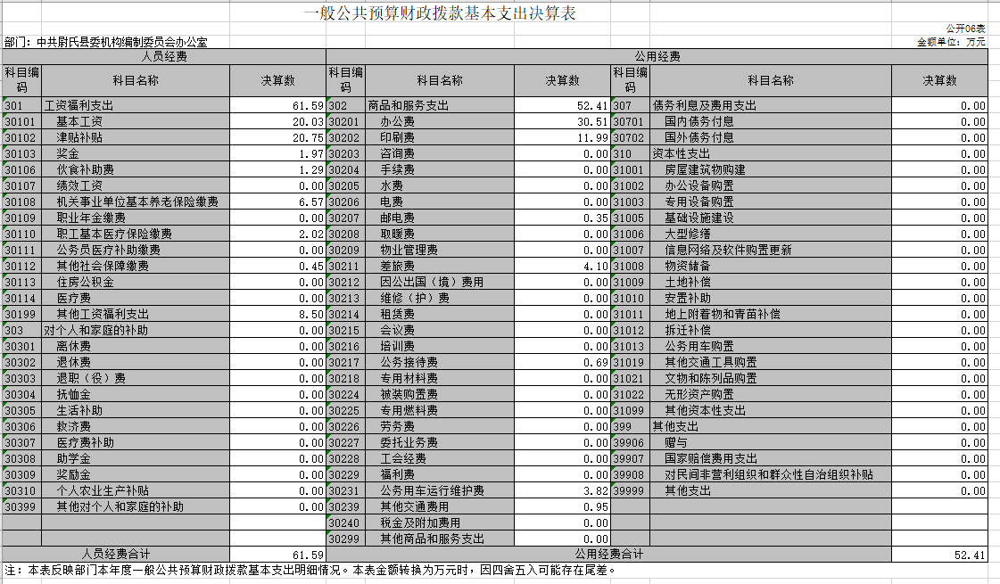 一般公共预算财政拨款基本支出决算表
公开06表
部门：中共尉氏县委机构编制委员会办公室 金额单位：万元
人员经费 公用经费
科目编码 科目名称 决算数 科目编码 科目名称 决算数 科目编码 科目名称 决算数
301 工资福利支出 61.59 302 商品和服务支出 52.41 307 债务利息及费用支出 0.00
30101 基本工资 20.03 30201 办公费 30.51 30701 国内债务付息 0.00
30102 津贴补贴 20.75 30202 印刷费 11.99 30702 国外债务付息 0.00
30103 奖金 1.97 30203 咨询费 0.00 310 资本性支出 0.00
30106 伙食补助费 1.29 30204 手续费 0.00 31001 房屋建筑物购建 0.00
30107 绩效工资 0.00 30205 水费 0.00 31002 办公设备购置 0.00
30108 机关事业单位基本养老保险缴费 6.57 30206 电费 0.00 31003 专用设备购置 0.00
30109 职业年金缴费 0.00 30207 邮电费 0.35 31005 基础设施建设 0.00
30110 职工基本医疗保险缴费 2.02 30208 取暖费 0.00 31006 大型修缮 0.00
30111 公务员医疗补助缴费 0.00 30209 物业管理费 0.00 31007 信息网络及软件购置更新 0.00
30112 其他社会保障缴费 0.45 30211 差旅费 4.10 31008 物资储备 0.00
30113 住房公积金 0.00 30212 因公出国（境）费用 0.00 31009 土地补偿 0.00
30114 医疗费 0.00 30213 维修（护）费 0.00 31010 安置补助 0.00
30199 其他工资福利支出 8.50 30214 租赁费 0.00 31011 地上附着物和青苗补偿 0.00
303 对个人和家庭的补助 0.00 30215 会议费 0.00 31012 拆迁补偿 0.00
30301 离休费 0.00 30216 培训费 0.00 31013 公务用车购置 0.00
30302 退休费 0.00 30217 公务接待费 0.69 31019 其他交通工具购置 0.00
30303 退职（役）费 0.00 30218 专用材料费 0.00 31021 文物和陈列品购置 0.00
30304 抚恤金 0.00 30224 被装购置费 0.00 31022 无形资产购置 0.00
30305 生活补助 0.00 30225 专用燃料费 0.00 31099 其他资本性支出 0.00
30306 救济费 0.00 30226 劳务费 0.00 399 其他支出 0.00
30307 医疗费补助 0.00 30227 委托业务费 0.00 39906 赠与 0.00
30308 助学金 0.00 30228 工会经费 0.00 39907 国家赔偿费用支出 0.00
30309 奖励金 0.00 30229 福利费 0.00 39908 对民间非营利组织和群众性自治组织补贴 0.00
30310 个人农业生产补贴 0.00 30231 公务用车运行维护费 3.82 39999 其他支出 0.00
30399 其他对个人和家庭的补助 0.00 30239 其他交通费用 0.95
30240 税金及附加费用 0.00
30299 其他商品和服务支出 0.00
人员经费合计 61.59 公用经费合计 52.41
注：本表反映部门本年度一般公共预算财政拨款基本支出明细情况。本表金额转换为万元时，因四舍五入可能存在尾差。